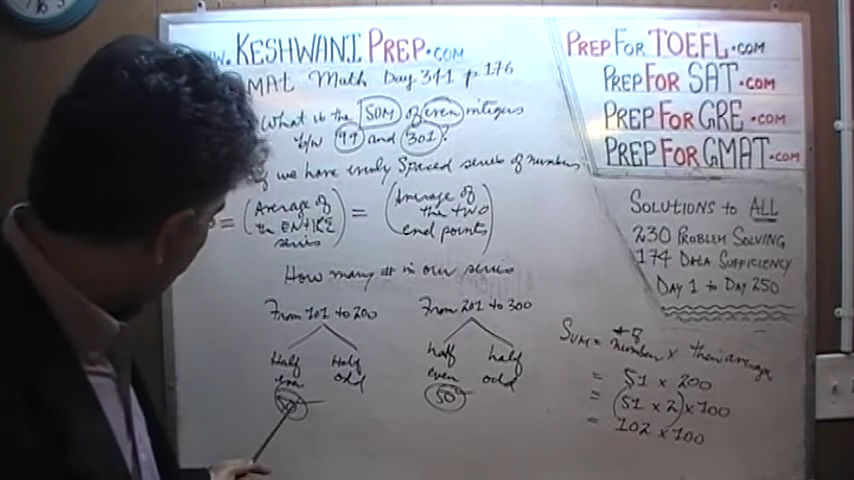 KESHWANI PREP.COM
MAT Math Day 341 p 176
What is the SUM of even integers
b/w 99 and 301?
we have evenly spaced series of numbers
= (Average of the ENTIRE series) = (Average of the two end points)
How many # in our series
From 101 to 200
From 201 to 300
Half even
Half odd
half even
half odd
50
50
PREP FOR TOEFL.COM
PREP FOR SAT.COM
PREP FOR GRE.COM
PREP FOR GMAT.COM
SOLUTIONS TO ALL
230 PROBLEM SOLVING
174 DATA SUFFICIENCY
DAY 1 TO DAY 250
SUM = # of numbers x their average
= 51 x 200
= (51 x 2) x 100
= 102 x 100